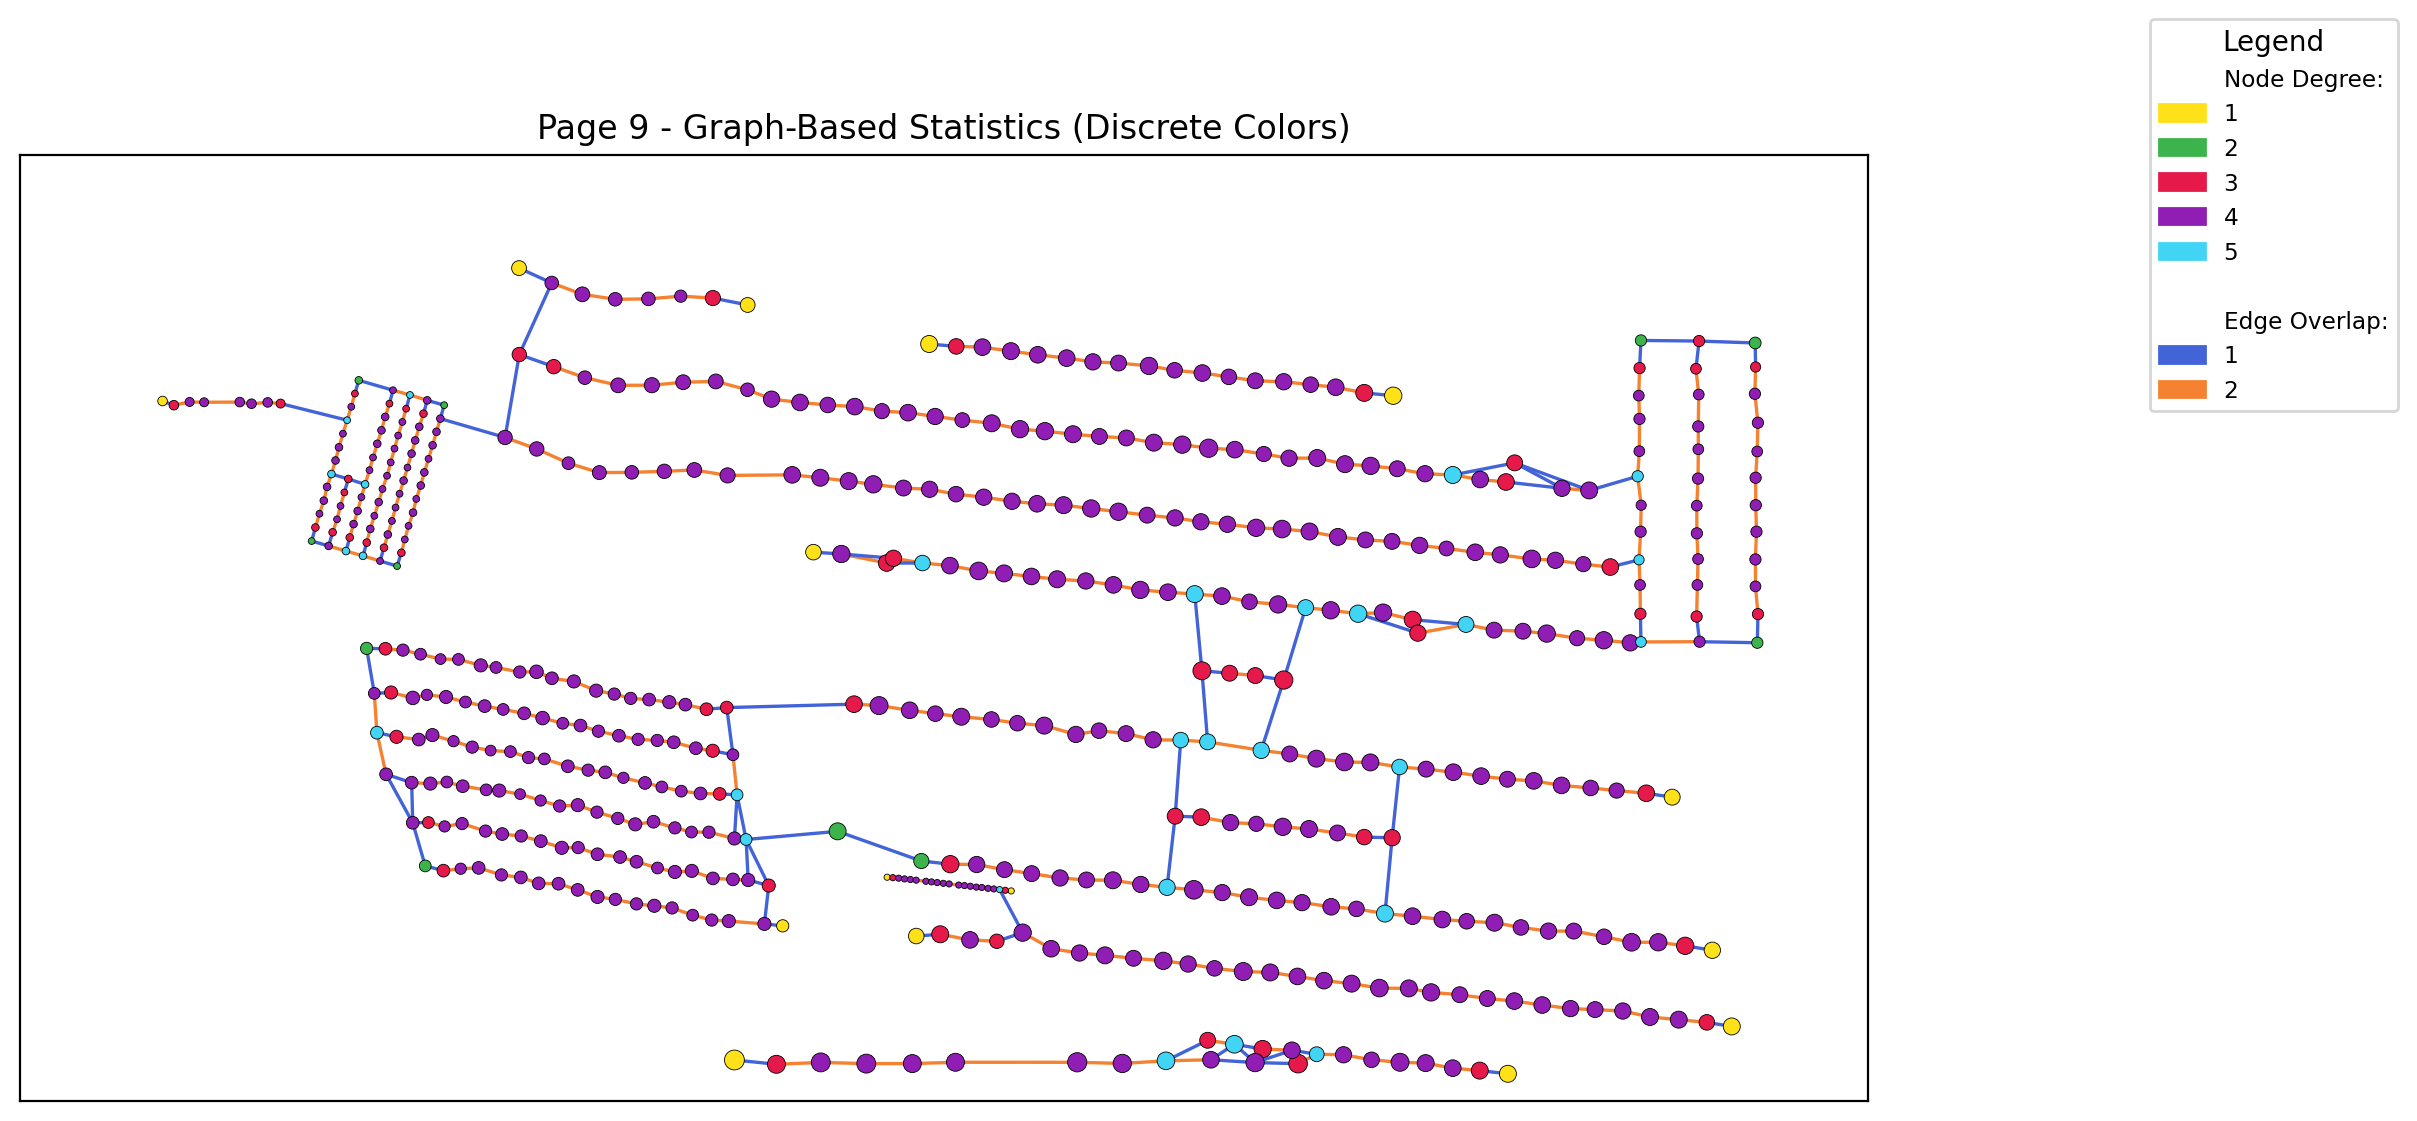 Page 9 - Graph-Based Statistics (Discrete Colors)
Legend
Node Degree:
1
2
3
4
5
Edge Overlap:
1
2